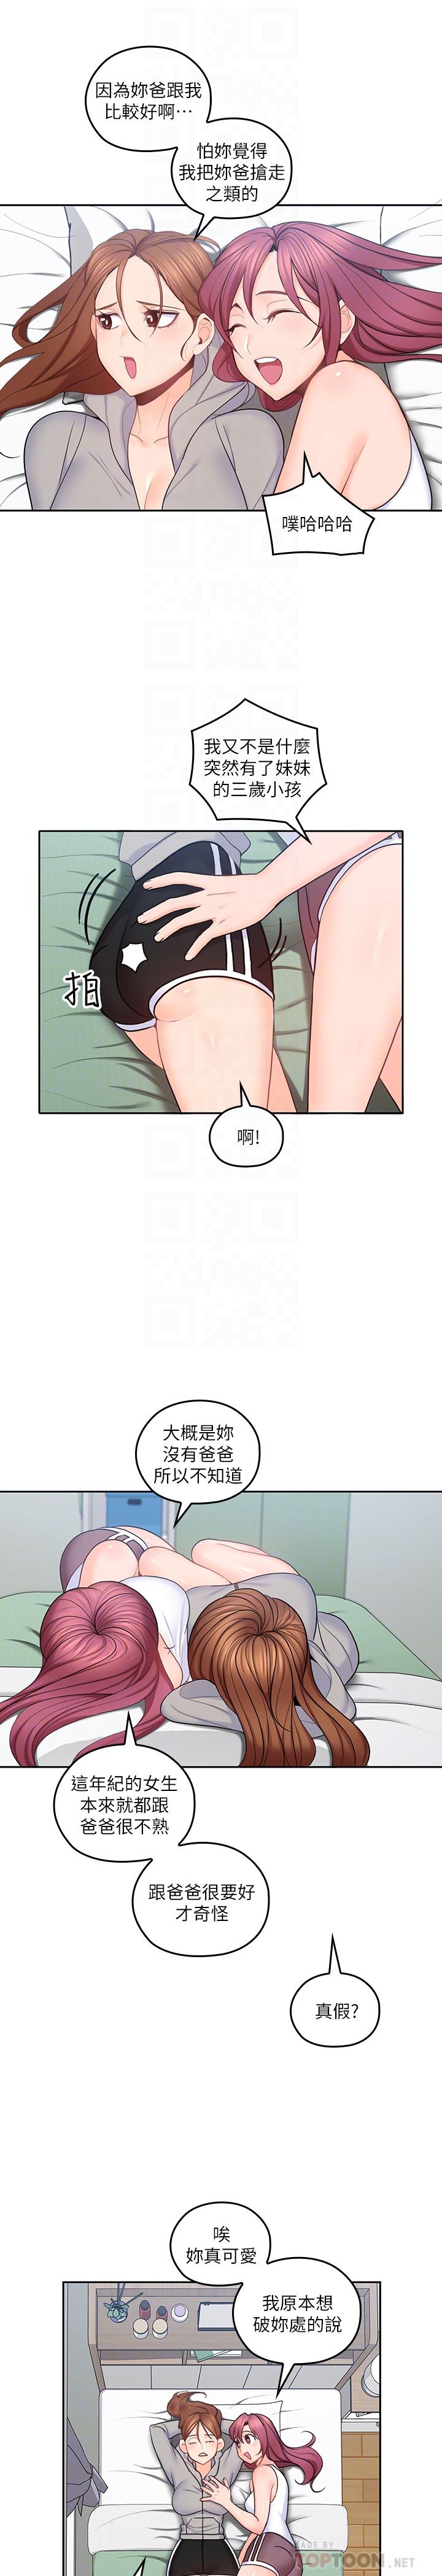 因為妳爸跟我
比較好啊⋯
怕妳覺得
我把妳爸搶走
之類的
噗哈哈哈
我又不是什麼
突然有了妹妹
的三歲小孩
拍
啊!
大概是妳
沒有爸爸
所以不知道
這年紀的女生
本來就都跟
爸爸很不熟
跟爸爸很要好
才奇怪
真假?
唉
妳真可愛
我原本想
破妳處的說
MADE BY
TOPTOON.NET